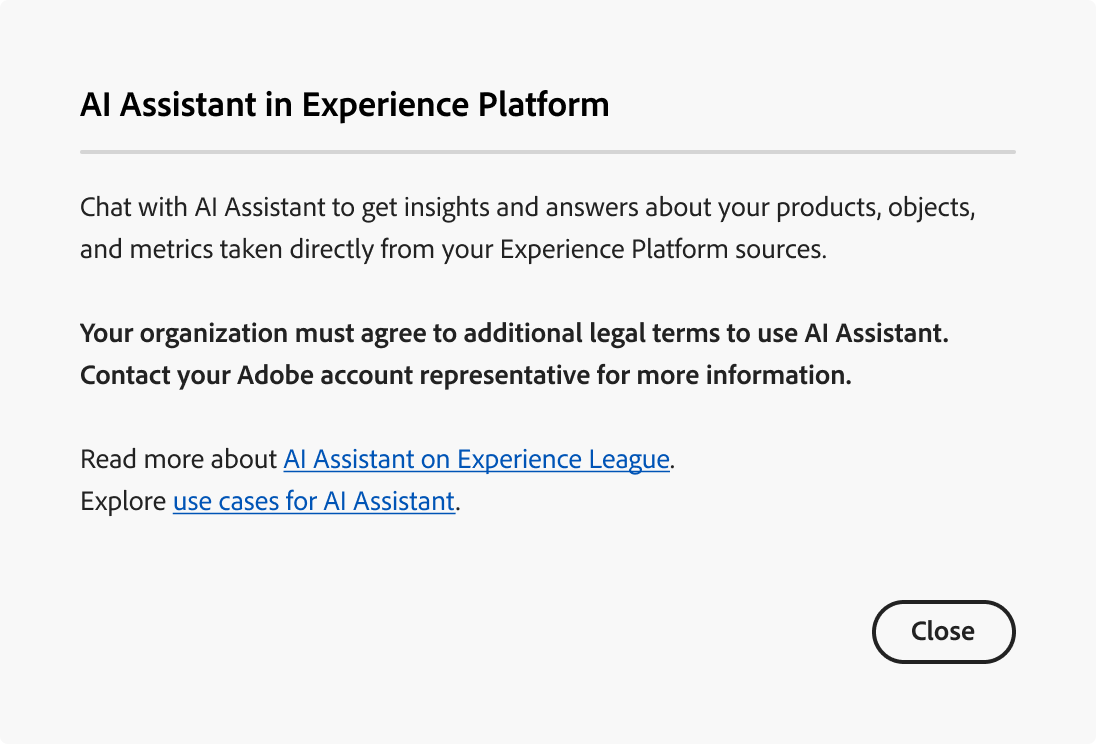 AI Assistant in Experience Platform
Chat with AI Assistant to get insights and answers about your products, objects,
and metrics taken directly from your Experience Platform sources.
Your organization must agree to additional legal terms to use AI Assistant.
Contact your Adobe account representative for more information.
Read more about AI Assistant on Experience League.
Explore use cases for AI Assistant.
Close